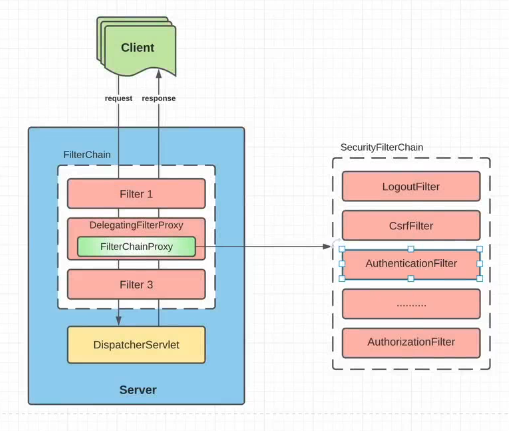 Client
request
response
FilterChain
Filter 1
DelegatingFilterProxy
FilterChainProxy
Filter 3
DispatcherServlet
Server
SecurityFilterChain
LogoutFilter
CsrfFilter
AuthenticationFilter
..........
AuthorizationFilter